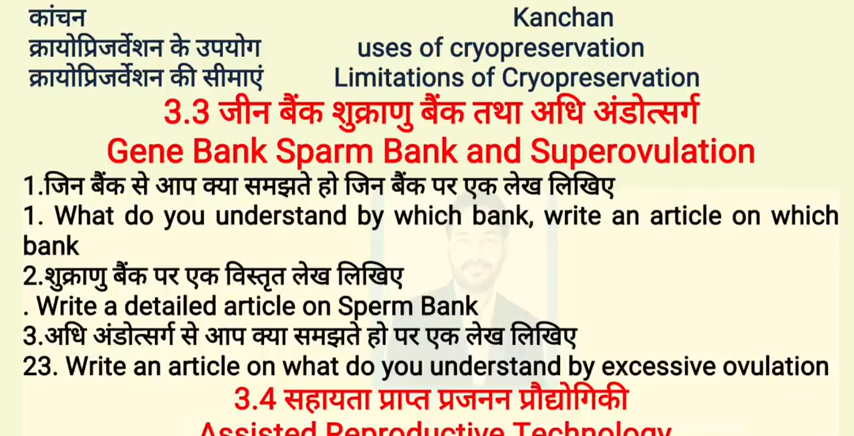 कांचन Kanchan
क्रायोप्रिजर्वेशन के उपयोग uses of cryopreservation
क्रायोप्रिजर्वेशन की सीमाएं Limitations of Cryopreservation
3.3 जीन बैंक शुक्राणु बैंक तथा अधि अंडोत्सर्ग
Gene Bank Sparm Bank and Superovulation
1.जिन बैंक से आप क्या समझते हो जिन बैंक पर एक लेख लिखिए
1. What do you understand by which bank, write an article on which
bank
2.शुक्राणु बैंक पर एक विस्तृत लेख लिखिए
. Write a detailed article on Sperm Bank
3.अधि अंडोत्सर्ग से आप क्या समझते हो पर एक लेख लिखिए
23. Write an article on what do you understand by excessive ovulation
3.4 सहायता प्राप्त प्रजनन प्रौद्योगिकी
Assisted Reproductive Technology